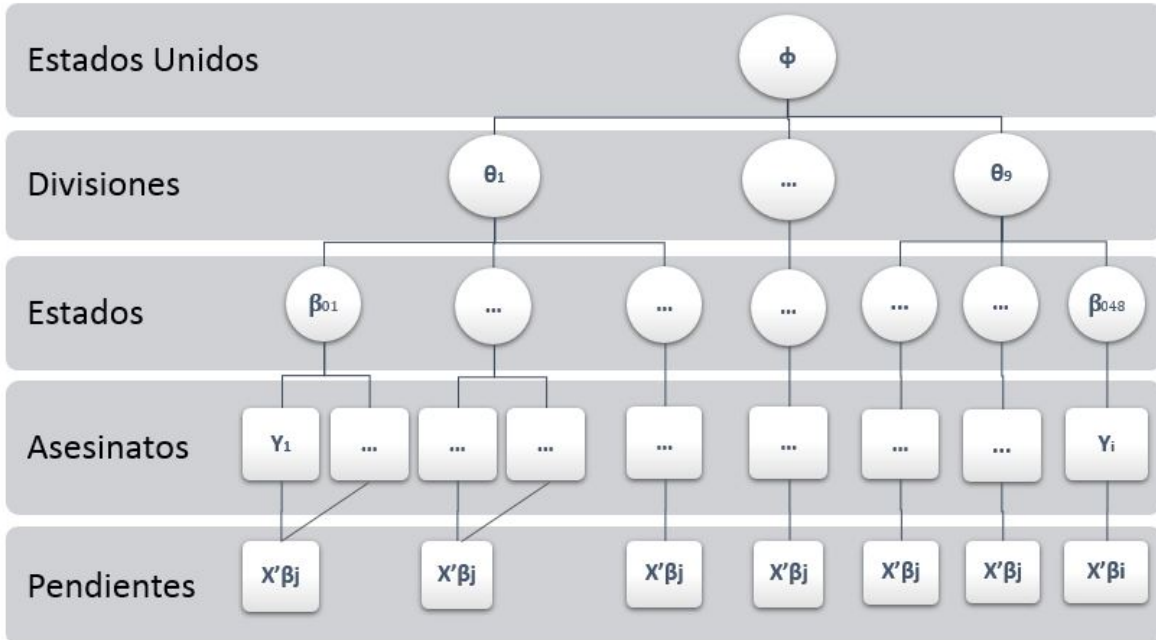 Estados Unidos
ϕ
Divisiones
θ1 ... θ9
Estados
β01 ... ... ... ... ... β048
Asesinatos
Y1 ... ... ... ... ... ... ... Yi
Pendientes
X'βj X'βj X'βj X'βj X'βj X'βj X'βi